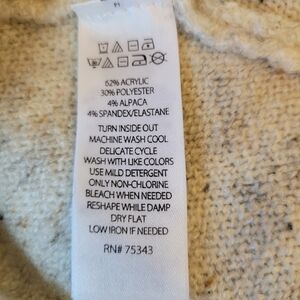 62% ACRYLIC
30% POLYESTER
4% ALPACA
4% SPANDEX/ELASTANE
TURN INSIDE OUT
MACHINE WASH COOL
DELICATE CYCLE
WASH WITH LIKE COLORS
USE MILD DETERGENT
ONLY NON-CHLORINE
BLEACH WHEN NEEDED
RESHAPE WHILE DAMP
DRY FLAT
LOW IRON IF NEEDED
RN# 75343